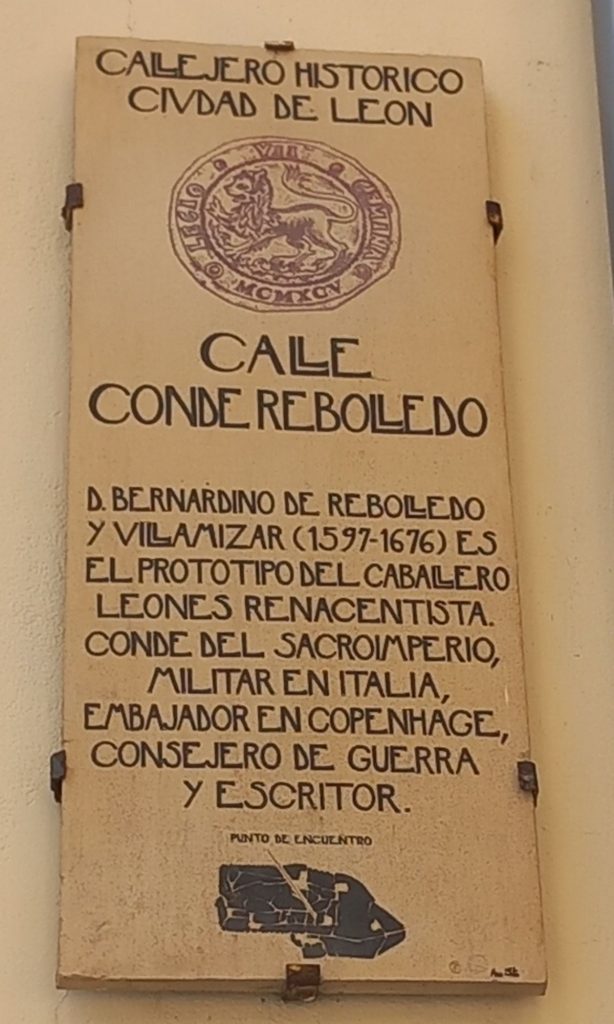 CALLEJERO HISTORICO
CIVDAD DE LEON
LEGIO VII GEMINA
MCMXCV
CALLE
CONDE REBOLLEDO
D. BERNARDINO DE REBOLLEDO
Y VILLAMIZAR (1597-1676) ES
EL PROTOTIPO DEL CABALLERO
LEONES RENACENTISTA.
CONDE DEL SACROIMPERIO,
MILITAR EN ITALIA,
EMBAJADOR EN COPENHAGE,
CONSEJERO DE GUERRA
Y ESCRITOR.
PUNTO DE ENCUENTRO